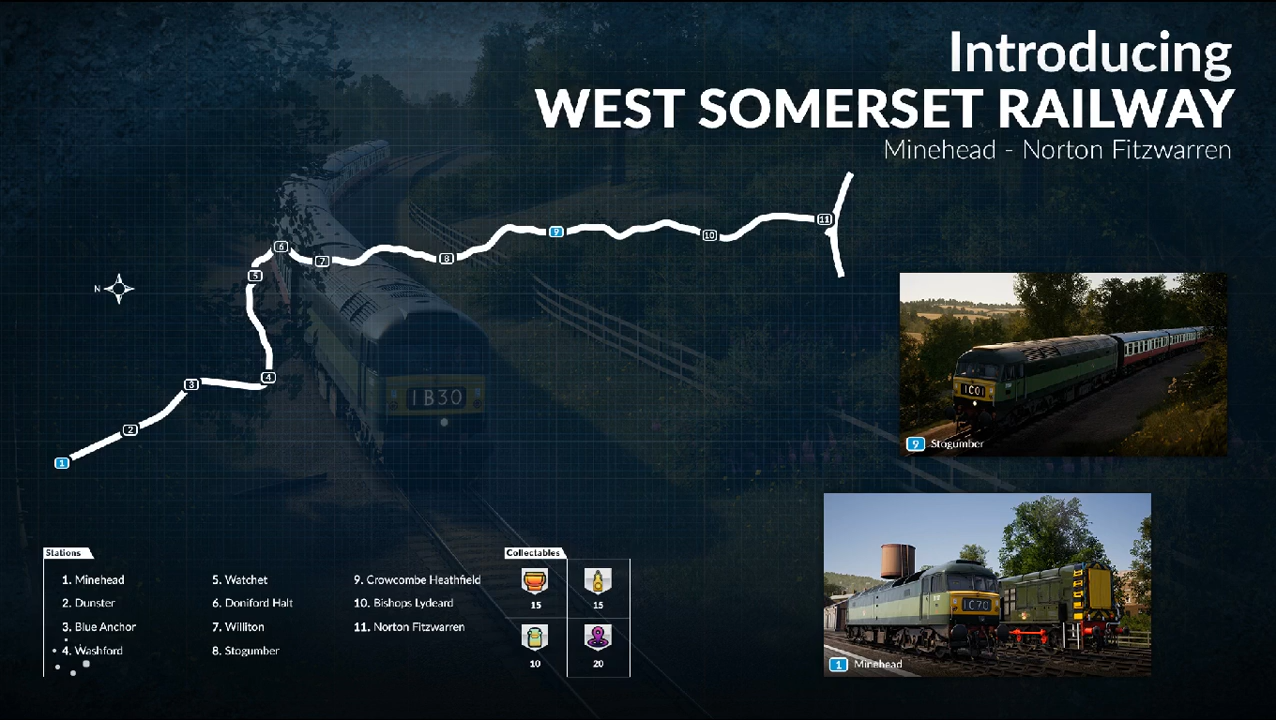 Introducing
WEST SOMERSET RAILWAY
Minehead - Norton Fitzwarren
11
9
10
6
7
8
5
N
1B30
4
3
2
1
1C01
9 Stogumber
1C70
1 Minehead
Stations
1. Minehead
2. Dunster
3. Blue Anchor
4. Washford
5. Watchet
6. Doniford Halt
7. Williton
8. Stogumber
9. Crowcombe Heathfield
10. Bishops Lydeard
11. Norton Fitzwarren
Collectables
15
15
10
20